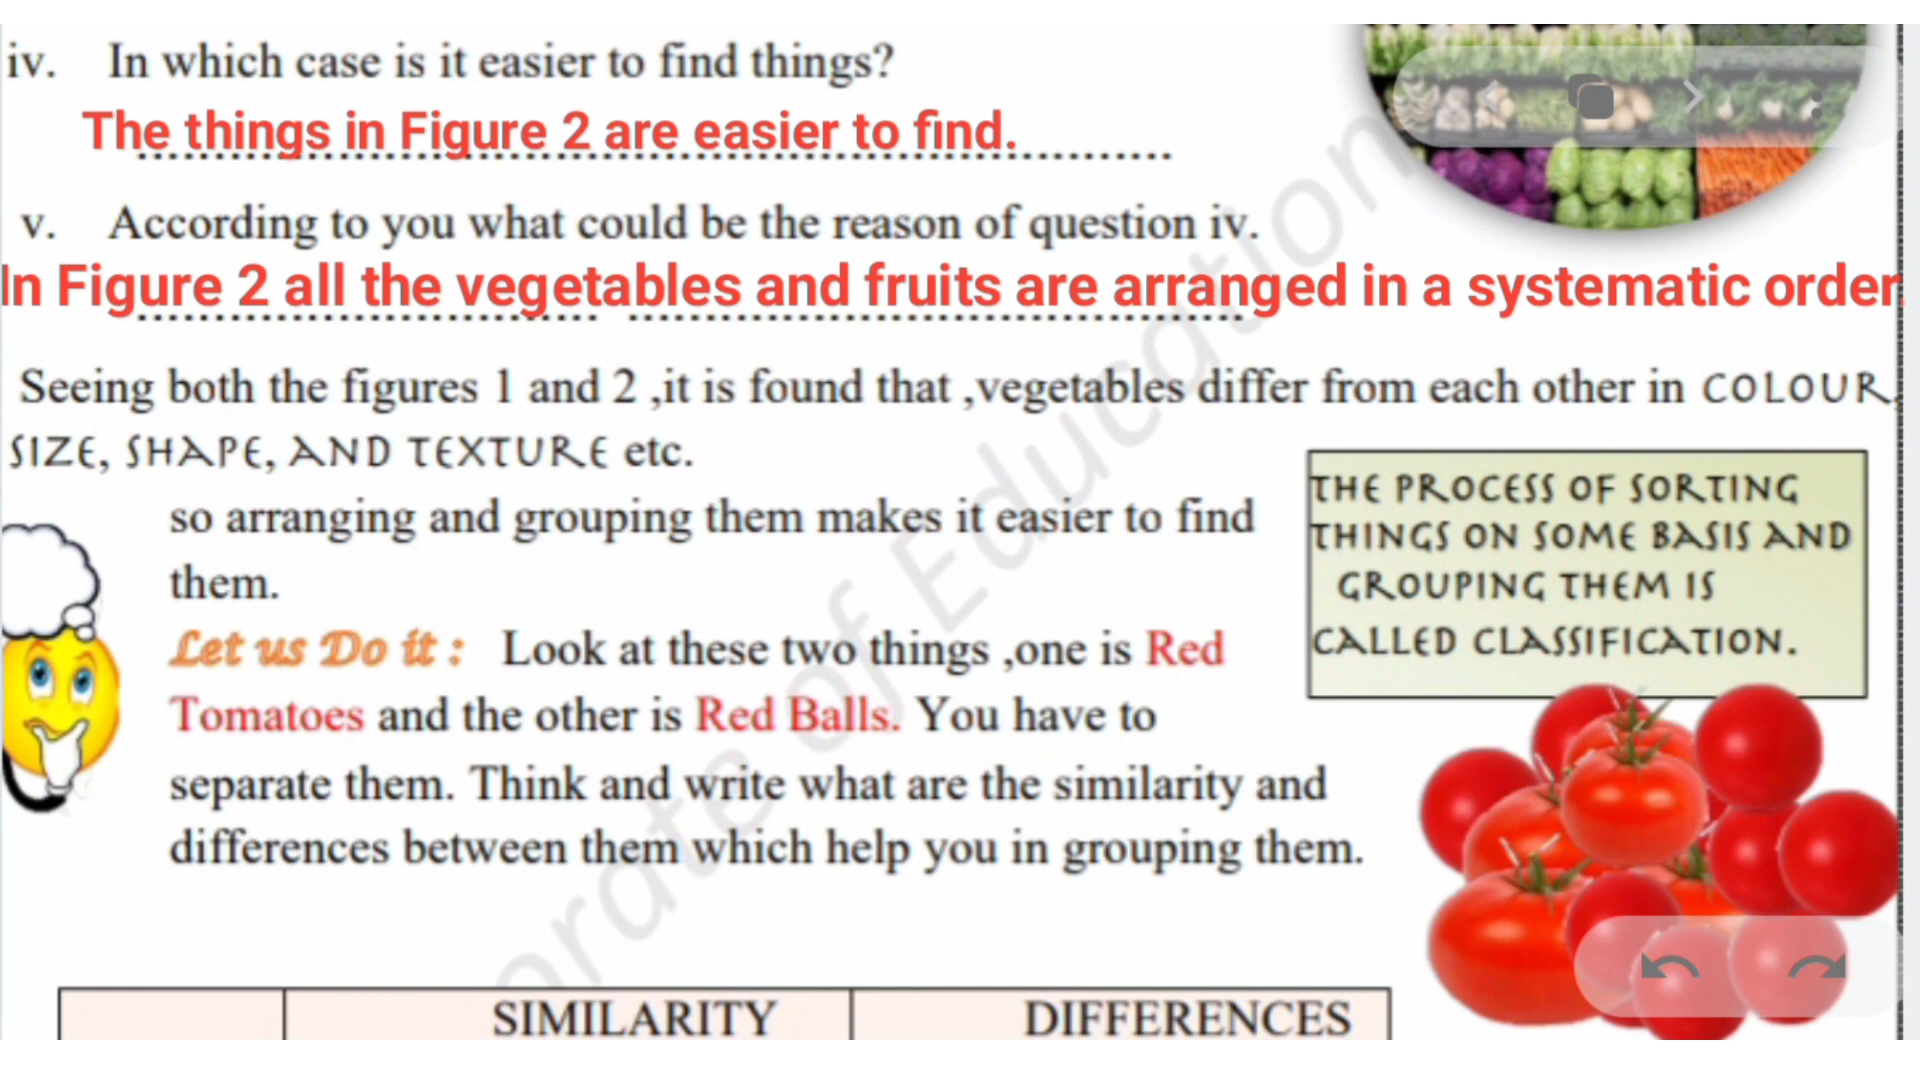 iv. In which case is it easier to find things?
The things in Figure 2 are easier to find.
v. According to you what could be the reason of question iv.
In Figure 2 all the vegetables and fruits are arranged in a systematic order
Seeing both the figures 1 and 2 ,it is found that ,vegetables differ from each other in COLOUR,
SIZE, SHAPE, AND TEXTURE etc.
so arranging and grouping them makes it easier to find
them.
THE PROCESS OF SORTING
THINGS ON SOME BASIS AND
GROUPING THEM IS
CALLED CLASSIFICATION.
Let us Do it : Look at these two things ,one is Red
Tomatoes and the other is Red Balls. You have to
separate them. Think and write what are the similarity and
differences between them which help you in grouping them.
SIMILARITY DIFFERENCES
orate of Education